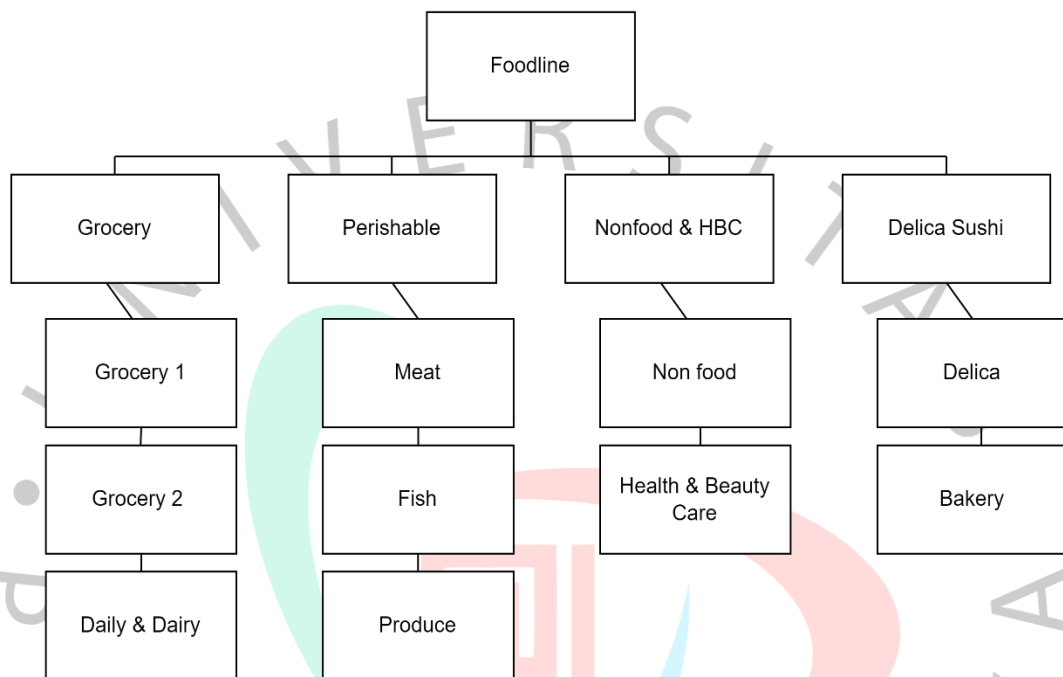 Foodline
Grocery
Perishable
Nonfood & HBC
Delica Sushi
Grocery 1
Meat
Non food
Delica
Grocery 2
Fish
Health & Beauty
Care
Bakery
Daily & Dairy
Produce